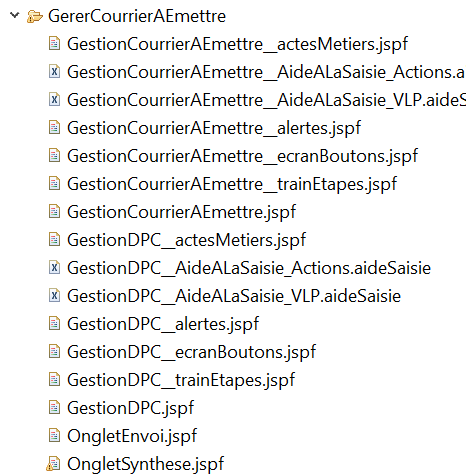 GererCourrierAEmettre
GestionCourrierAEmettre__actesMetiers.jspf
GestionCourrierAEmettre__AideALaSaisie_Actions.a
GestionCourrierAEmettre__AideALaSaisie_VLP.aideS
GestionCourrierAEmettre__alertes.jspf
GestionCourrierAEmettre__ecranBoutons.jspf
GestionCourrierAEmettre__trainEtapes.jspf
GestionCourrierAEmettre.jspf
GestionDPC__actesMetiers.jspf
GestionDPC__AideALaSaisie_Actions.aideSaisie
GestionDPC__AideALaSaisie_VLP.aideSaisie
GestionDPC__alertes.jspf
GestionDPC__ecranBoutons.jspf
GestionDPC__trainEtapes.jspf
GestionDPC.jspf
OngletEnvoi.jspf
OngletSynthese.jspf